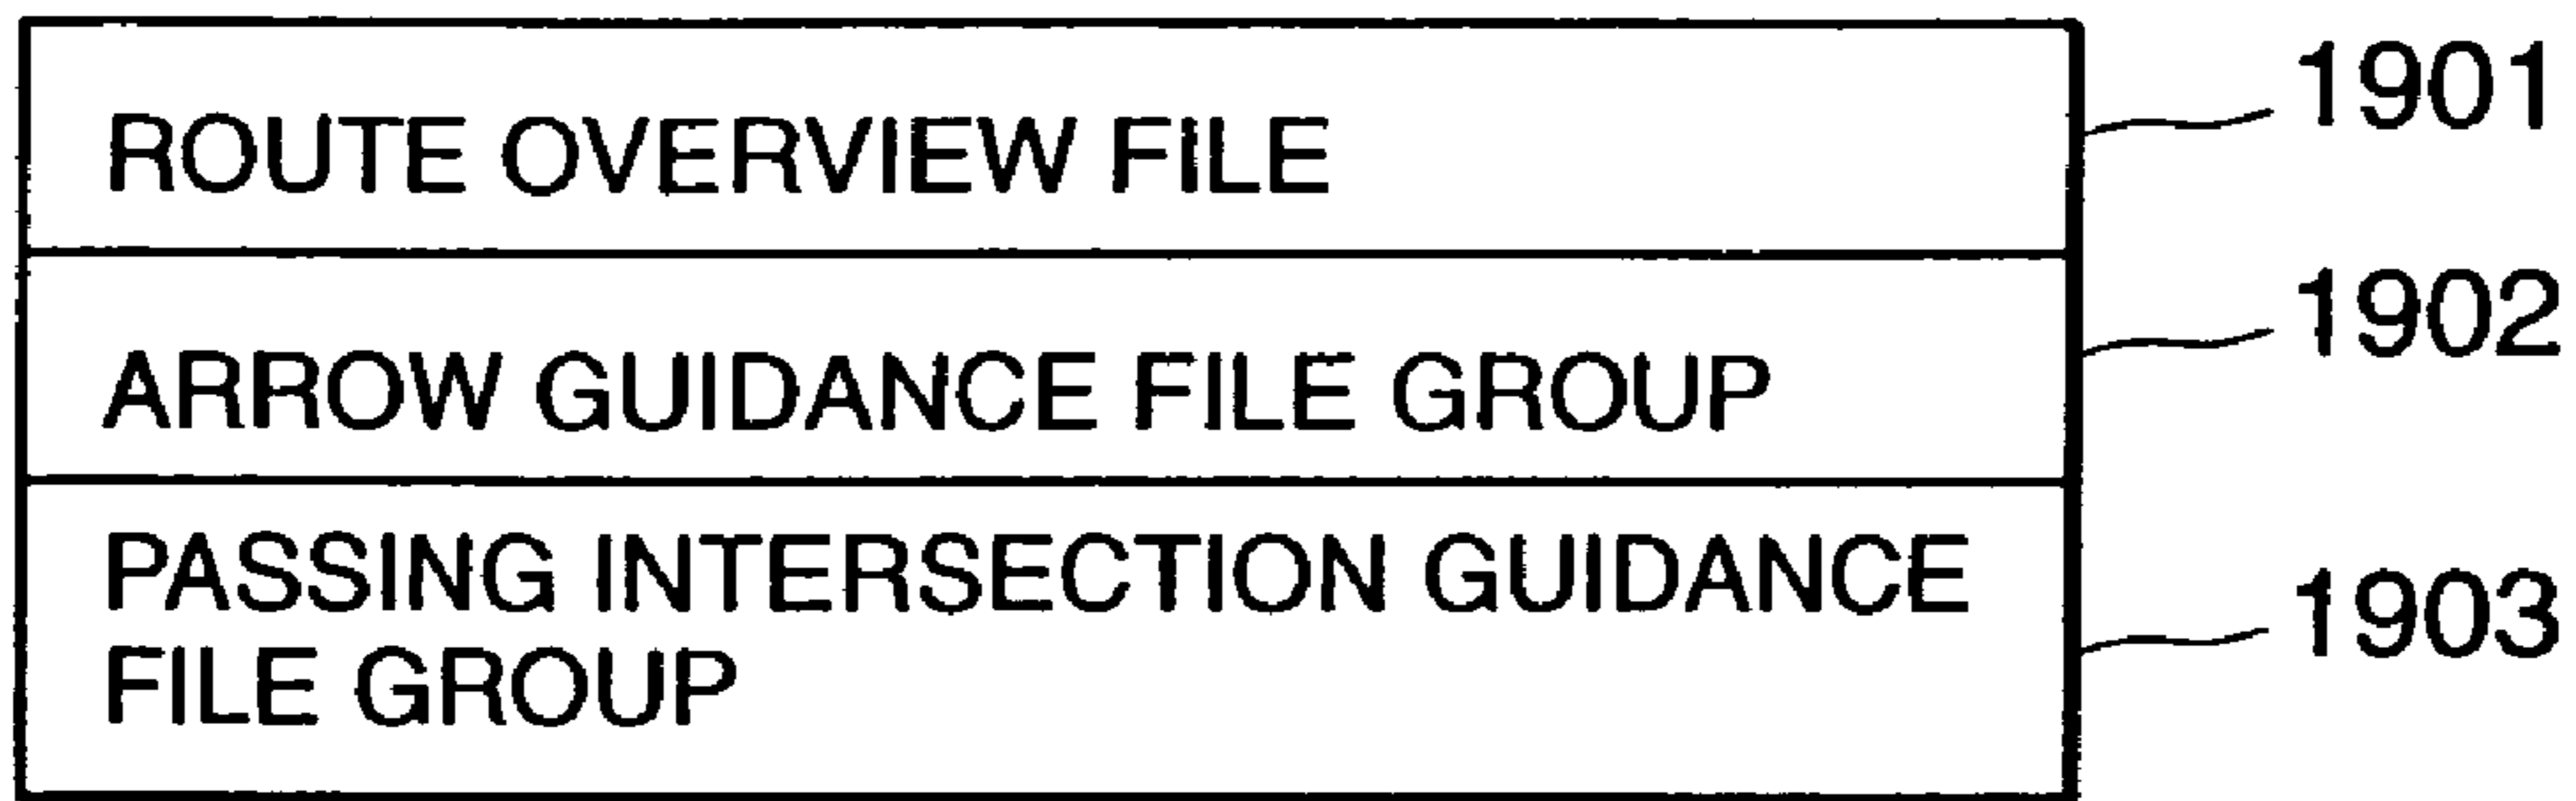 ROUTE OVERVIEW FILE
1901
ARROW GUIDANCE FILE GROUP
1902
PASSING INTERSECTION GUIDANCE
FILE GROUP
1903